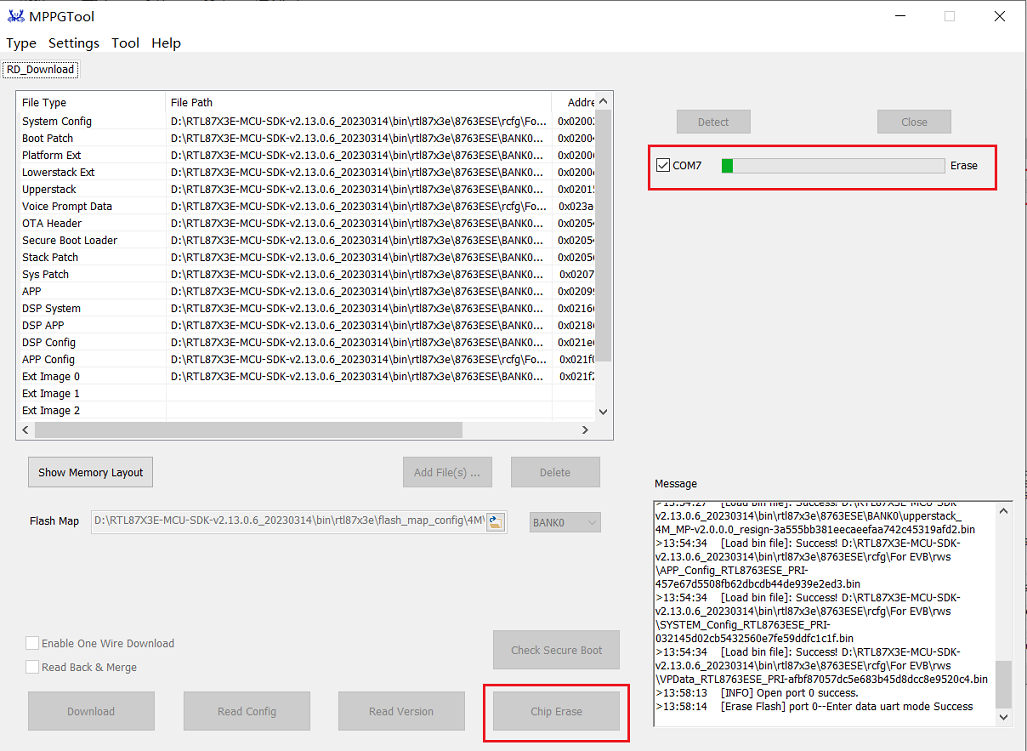 MPPGTool
Type Settings Tool Help
RD_Download
File Type File Path Addre
System Config D:\RTL87X3E-MCU-SDK-v2.13.0.6_20230314\bin\rtl87x3e\8763ESE\rcfg\Fo... 0x0200
Boot Patch D:\RTL87X3E-MCU-SDK-v2.13.0.6_20230314\bin\rtl87x3e\8763ESE\BANK0... 0x0200
Platform Ext D:\RTL87X3E-MCU-SDK-v2.13.0.6_20230314\bin\rtl87x3e\8763ESE\BANK0... 0x0200
Lowerstack Ext D:\RTL87X3E-MCU-SDK-v2.13.0.6_20230314\bin\rtl87x3e\8763ESE\BANK0... 0x0200
Upperstack D:\RTL87X3E-MCU-SDK-v2.13.0.6_20230314\bin\rtl87x3e\8763ESE\BANK0... 0x0201
Voice Prompt Data D:\RTL87X3E-MCU-SDK-v2.13.0.6_20230314\bin\rtl87x3e\8763ESE\rcfg\Fo... 0x023a
OTA Header D:\RTL87X3E-MCU-SDK-v2.13.0.6_20230314\bin\rtl87x3e\8763ESE\BANK0... 0x0205
Secure Boot Loader D:\RTL87X3E-MCU-SDK-v2.13.0.6_20230314\bin\rtl87x3e\8763ESE\BANK0... 0x0205
Stack Patch D:\RTL87X3E-MCU-SDK-v2.13.0.6_20230314\bin\rtl87x3e\8763ESE\BANK0... 0x0205
Sys Patch D:\RTL87X3E-MCU-SDK-v2.13.0.6_20230314\bin\rtl87x3e\8763ESE\BANK0... 0x0207
APP D:\RTL87X3E-MCU-SDK-v2.13.0.6_20230314\bin\rtl87x3e\8763ESE\BANK0... 0x0209
DSP System D:\RTL87X3E-MCU-SDK-v2.13.0.6_20230314\bin\rtl87x3e\8763ESE\BANK0... 0x0216
DSP APP D:\RTL87X3E-MCU-SDK-v2.13.0.6_20230314\bin\rtl87x3e\8763ESE\BANK0... 0x0218
DSP Config D:\RTL87X3E-MCU-SDK-v2.13.0.6_20230314\bin\rtl87x3e\8763ESE\BANK0... 0x021e
APP Config D:\RTL87X3E-MCU-SDK-v2.13.0.6_20230314\bin\rtl87x3e\8763ESE\rcfg\Fo... 0x021f
Ext Image 0 D:\RTL87X3E-MCU-SDK-v2.13.0.6_20230314\bin\rtl87x3e\8763ESE\BANK0... 0x021f2
Ext Image 1
Ext Image 2
Detect Close
COM7 Erase
Show Memory Layout Add File(s) ... Delete
Flash Map D:\RTL87X3E-MCU-SDK-v2.13.0.6_20230314\bin\rtl87x3e\flash_map_config\4M\ BANK0
Enable One Wire Download
Read Back & Merge
Check Secure Boot
Download Read Config Read Version Chip Erase
Message
>13:54:27 [Load bin file]: Success! D:\RTL87X3E-MCU-SDK-
v2.13.0.6_20230314\bin\rtl87x3e\8763ESE\BANK0\upperstack_
4M_MP-v2.0.0.0_resign-3a555bb381eecaeefaa742c45319afd2.bin
>13:54:34 [Load bin file]: Success! D:\RTL87X3E-MCU-SDK-
v2.13.0.6_20230314\bin\rtl87x3e\8763ESE\rcfg\For EVB\rws
\APP_Config_RTL8763ESE_PRI-
457e67d5508fb62dbcdb44de939e2ed3.bin
>13:54:34 [Load bin file]: Success! D:\RTL87X3E-MCU-SDK-
v2.13.0.6_20230314\bin\rtl87x3e\8763ESE\rcfg\For EVB\rws
\SYSTEM_Config_RTL8763ESE_PRI-
032145d02cb5432560e7fe59ddfc1c1f.bin
>13:54:34 [Load bin file]: Success! D:\RTL87X3E-MCU-SDK-
v2.13.0.6_20230314\bin\rtl87x3e\8763ESE\rcfg\For EVB\rws
\VPData_RTL8763ESE_PRI-afbf87057dc5e683b45d8dcc8e9520c4.bin
>13:58:13 [INFO] Open port 0 success.
>13:58:14 [Erase Flash] port 0--Enter data uart mode Success